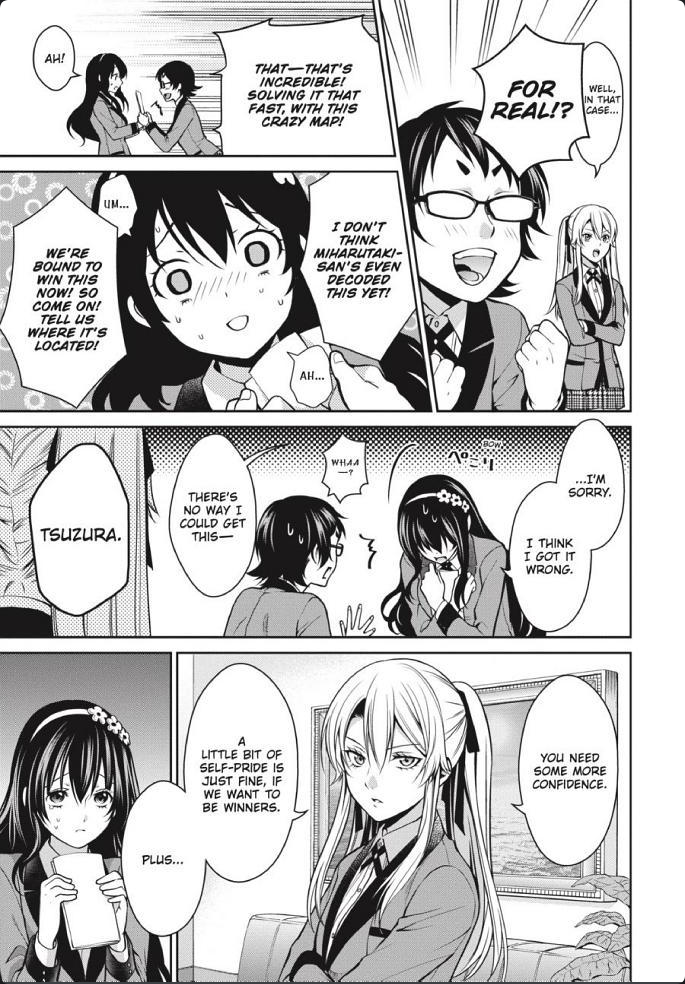 WELL,
IN THAT
CASE...
FOR
REAL!?
THAT—THAT'S
INCREDIBLE!
SOLVING IT THAT
FAST, WITH THIS
CRAZY MAP!
AH!
I DON'T
THINK
MIHARUTAKI-
SAN'S EVEN
DECODED
THIS YET!
UM...
AH...
WE'RE
BOUND TO
WIN THIS
NOW! SO
COME ON!
TELL US
WHERE IT'S
LOCATED!
...I'M
SORRY.
I THINK
I GOT IT
WRONG.
BOW
ぺこり
WHAA
—?
THERE'S
NO WAY I
COULD GET
THIS—
TSUZURA.
YOU NEED
SOME MORE
CONFIDENCE.
A
LITTLE BIT OF
SELF-PRIDE IS
JUST FINE, IF
WE WANT TO
BE WINNERS.
PLUS...